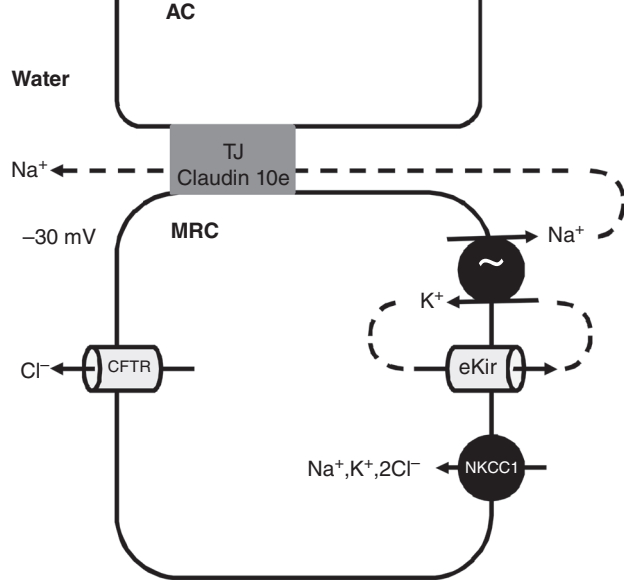 AC
Water
TJ
Claudin 10e
Na⁺
–30 mV
MRC
Na⁺
~
K⁺
Cl⁻
CFTR
eKir
Na⁺,K⁺,2Cl⁻
NKCC1